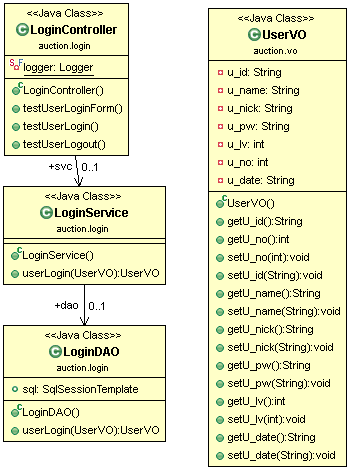 <<Java Class>>
LoginController
auction.login
logger: Logger
LoginController()
testUserLoginForm()
testUserLogin()
testUserLogout()
+svc 0..1
<<Java Class>>
LoginService
auction.login
LoginService()
userLogin(UserVO):UserVO
+dao 0..1
<<Java Class>>
LoginDAO
auction.login
sql: SqlSessionTemplate
LoginDAO()
userLogin(UserVO):UserVO
<<Java Class>>
UserVO
auction.vo
u_id: String
u_name: String
u_nick: String
u_pw: String
u_lv: int
u_no: int
u_date: String
UserVO()
getU_id():String
getU_no():int
setU_no(int):void
setU_id(String):void
getU_name():String
setU_name(String):void
getU_nick():String
setU_nick(String):void
getU_pw():String
setU_pw(String):void
getU_lv():int
setU_lv(int):void
getU_date():String
setU_date(String):void